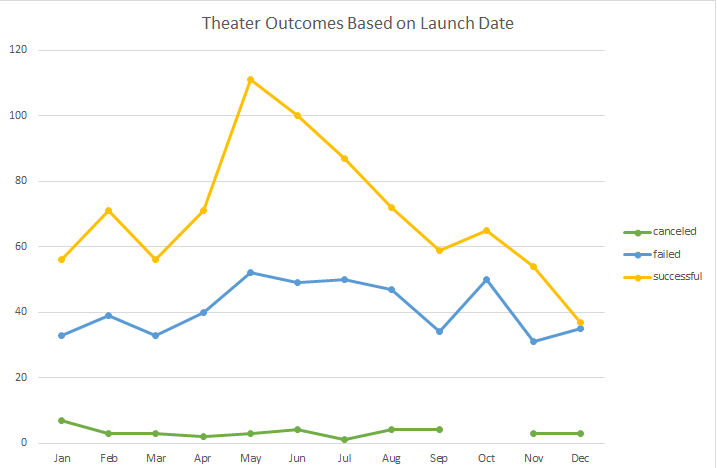 Theater Outcomes Based on Launch Date
120
100
80
60
40
20
0
Jan Feb Mar Apr May Jun Jul Aug Sep Oct Nov Dec
canceled
failed
successful